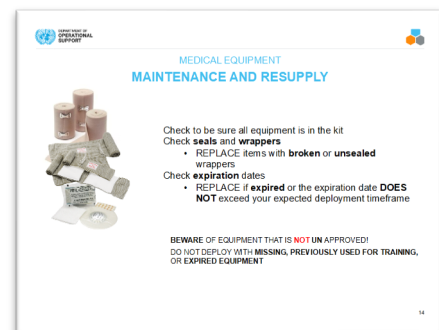 DEPARTMENT OF
OPERATIONAL
SUPPORT
MEDICAL EQUIPMENT
MAINTENANCE AND RESUPPLY
Check to be sure all equipment is in the kit
Check seals and wrappers
• REPLACE items with broken or unsealed
wrappers
Check expiration dates
• REPLACE if expired or the expiration date DOES
NOT exceed your expected deployment timeframe
BEWARE OF EQUIPMENT THAT IS NOT UN APPROVED!
DO NOT DEPLOY WITH MISSING, PREVIOUSLY USED FOR TRAINING,
OR EXPIRED EQUIPMENT
14